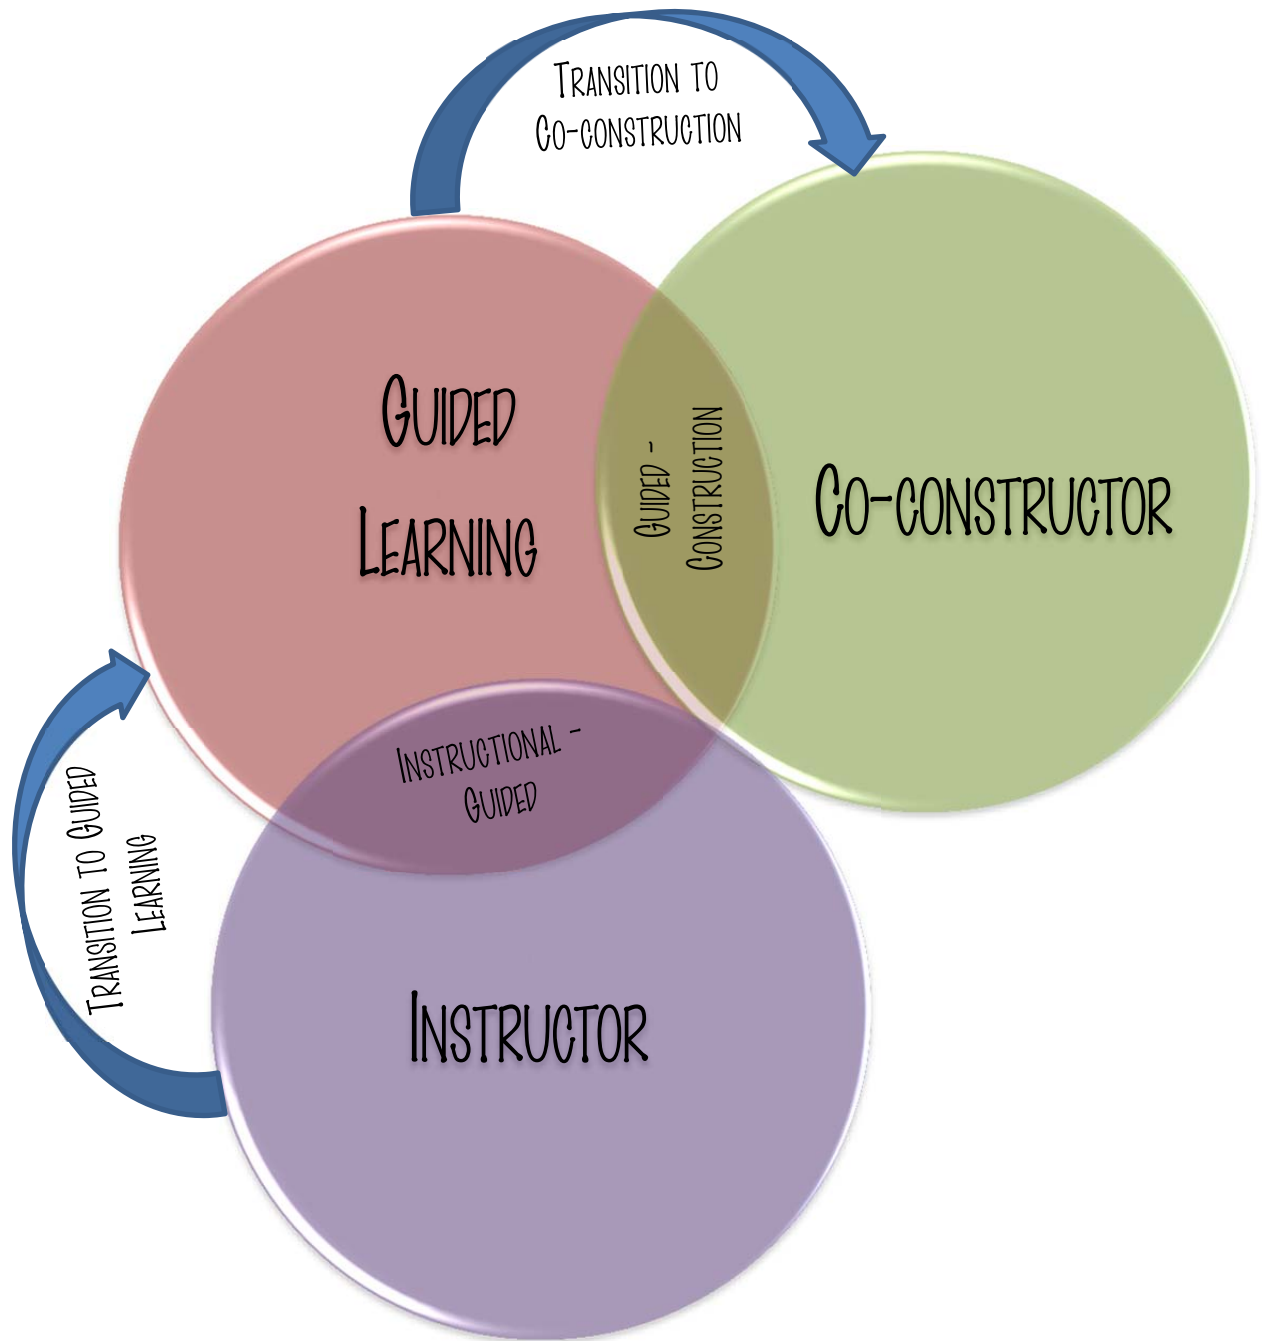 Transition to
Co-construction
Guided
Learning
Guided -
Construction
Co-constructor
Instructional -
Guided
Transition to Guided
Learning
Instructor